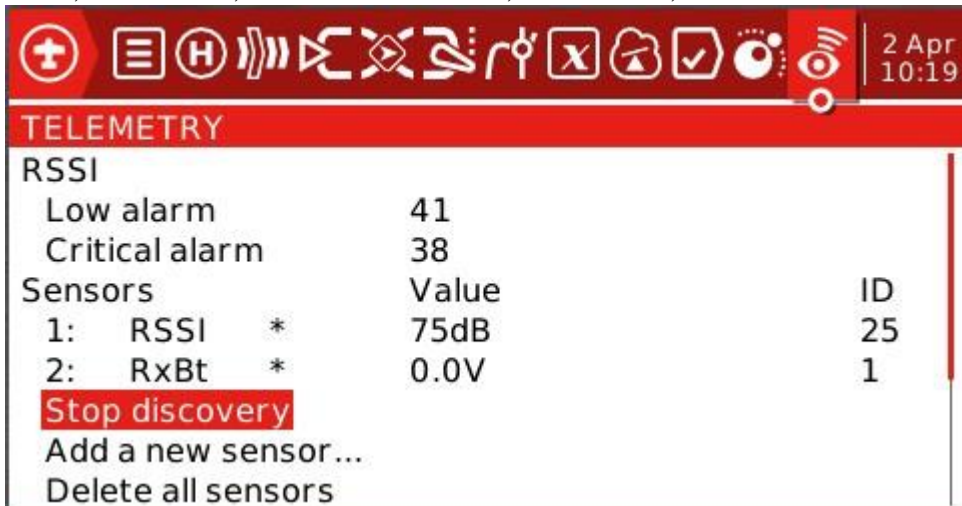 2 Apr
10:19
TELEMETRY
RSSI
Low alarm 41
Critical alarm 38
Sensors Value ID
1: RSSI * 75dB 25
2: RxBt * 0.0V 1
Stop discovery
Add a new sensor...
Delete all sensors